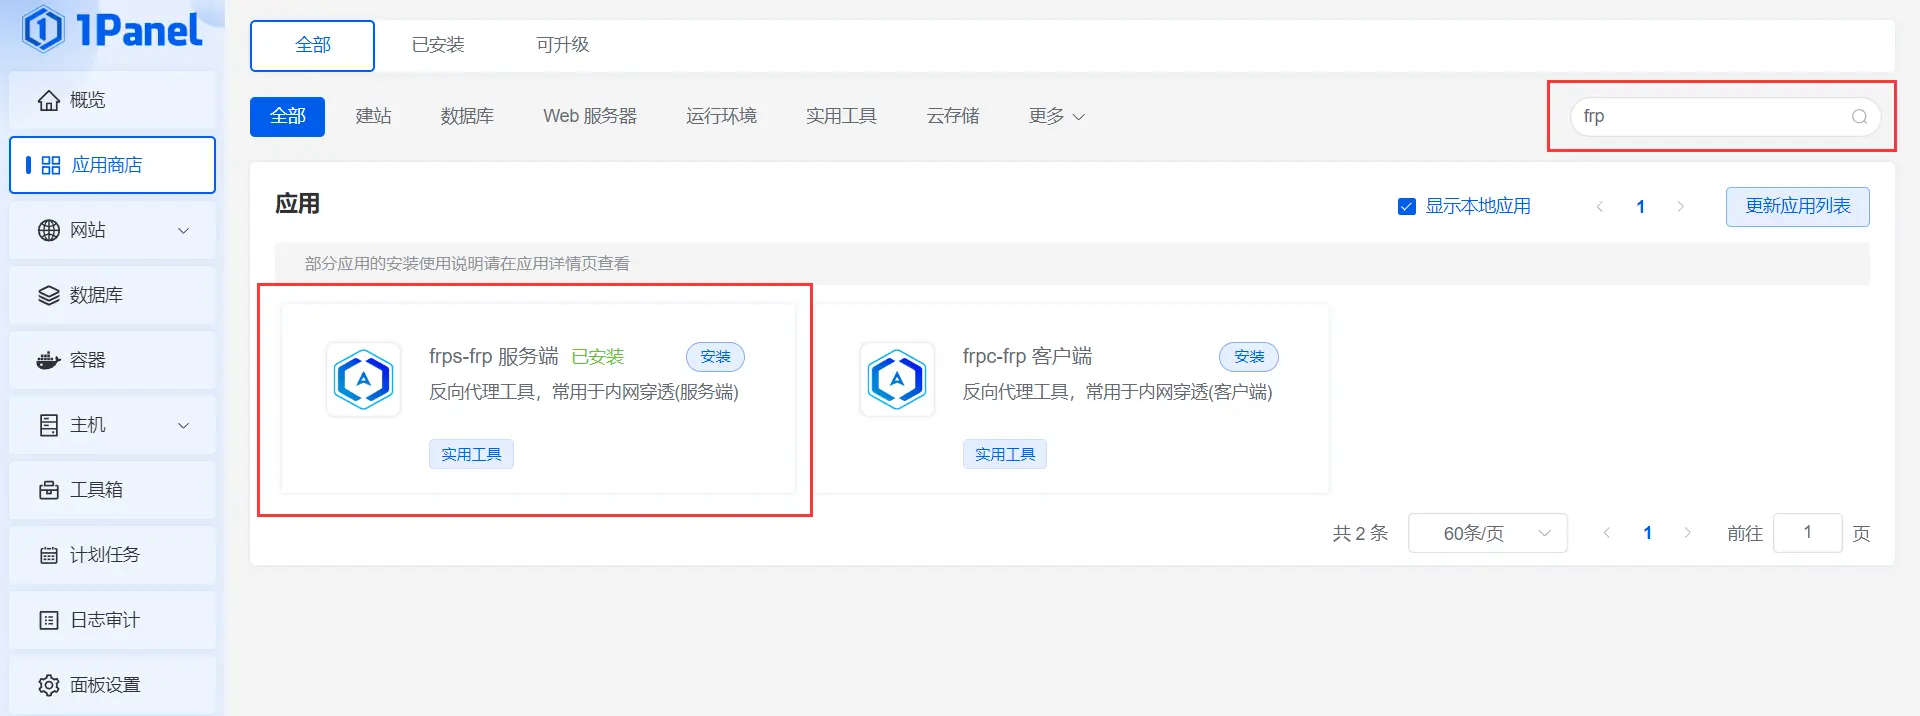 1Panel
概览
应用商店
网站
数据库
容器
主机
工具箱
计划任务
日志审计
面板设置
全部 已安装 可升级
全部 建站 数据库 Web 服务器 运行环境 实用工具 云存储 更多
frp
应用
显示本地应用
1
更新应用列表
部分应用的安装使用说明请在应用详情页查看
frps-frp 服务端 已安装 安装
反向代理工具，常用于内网穿透(服务端)
实用工具
frpc-frp 客户端 安装
反向代理工具，常用于内网穿透(客户端)
实用工具
共 2 条 60条/页 1 前往 1 页